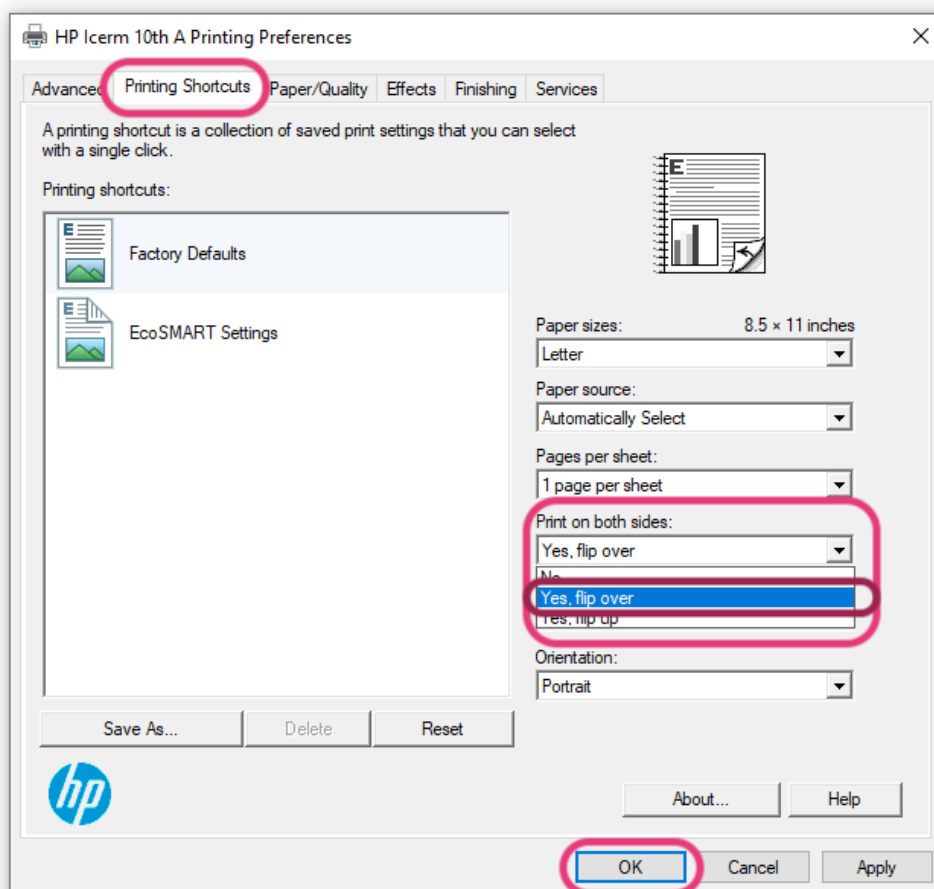 HP Icerm 10th A Printing Preferences
Advanced Printing Shortcuts Paper/Quality Effects Finishing Services
A printing shortcut is a collection of saved print settings that you can select
with a single click.
Printing shortcuts:
E
Factory Defaults
E
EcoSMART Settings
E
Paper sizes: 8.5 × 11 inches
Letter
Paper source:
Automatically Select
Pages per sheet:
1 page per sheet
Print on both sides:
Yes, flip over
No
Yes, flip over
Yes, flip up
Orientation:
Portrait
Save As... Delete Reset
hp
About... Help
OK Cancel Apply